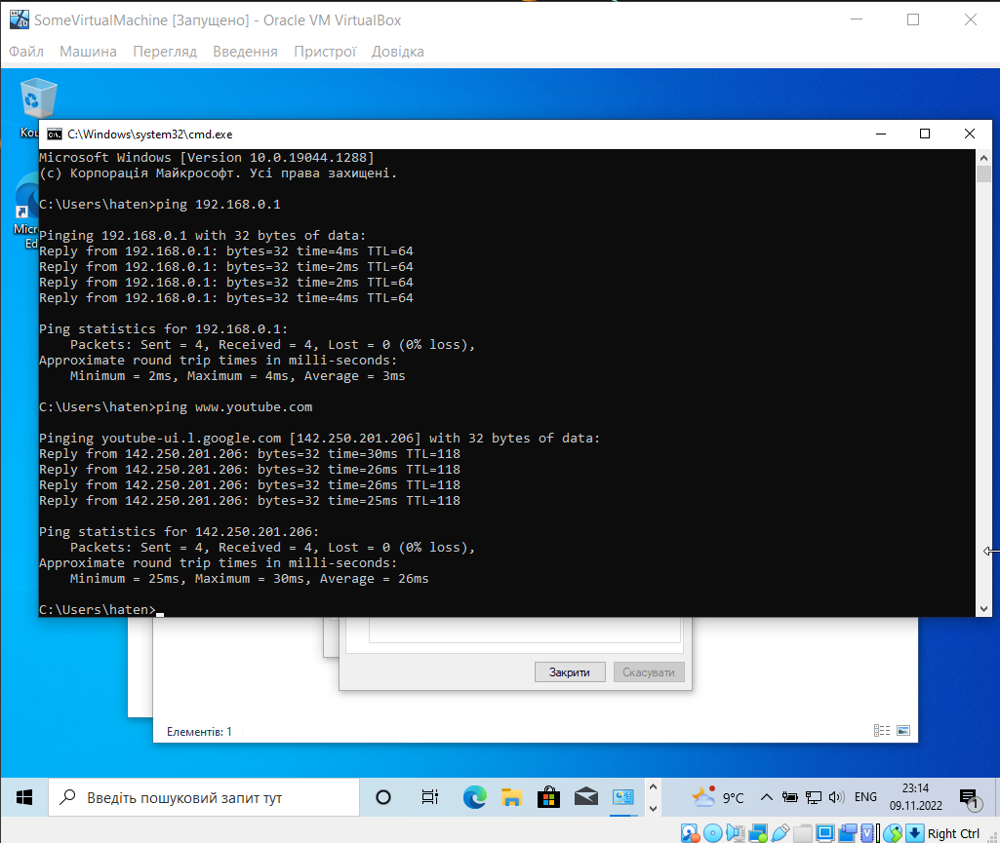 SomeVirtualMachine [Запущено] - Oracle VM VirtualBox
Файл Машина Перегляд Введення Пристрої Довідка
C:\Windows\system32\cmd.exe
Microsoft Windows [Version 10.0.19044.1288]
(c) Корпорація Майкрософт. Усі права захищені.
C:\Users\haten>ping 192.168.0.1
Pinging 192.168.0.1 with 32 bytes of data:
Reply from 192.168.0.1: bytes=32 time=4ms TTL=64
Reply from 192.168.0.1: bytes=32 time=2ms TTL=64
Reply from 192.168.0.1: bytes=32 time=2ms TTL=64
Reply from 192.168.0.1: bytes=32 time=4ms TTL=64
Ping statistics for 192.168.0.1:
Packets: Sent = 4, Received = 4, Lost = 0 (0% loss),
Approximate round trip times in milli-seconds:
Minimum = 2ms, Maximum = 4ms, Average = 3ms
C:\Users\haten>ping www.youtube.com
Pinging youtube-ui.l.google.com [142.250.201.206] with 32 bytes of data:
Reply from 142.250.201.206: bytes=32 time=30ms TTL=118
Reply from 142.250.201.206: bytes=32 time=26ms TTL=118
Reply from 142.250.201.206: bytes=32 time=26ms TTL=118
Reply from 142.250.201.206: bytes=32 time=25ms TTL=118
Ping statistics for 142.250.201.206:
Packets: Sent = 4, Received = 4, Lost = 0 (0% loss),
Approximate round trip times in milli-seconds:
Minimum = 25ms, Maximum = 30ms, Average = 26ms
C:\Users\haten>
Закрити Скасувати
Елементів: 1
Введіть пошуковий запит тут
9°C ENG 23:14
09.11.2022
1
Right Ctrl